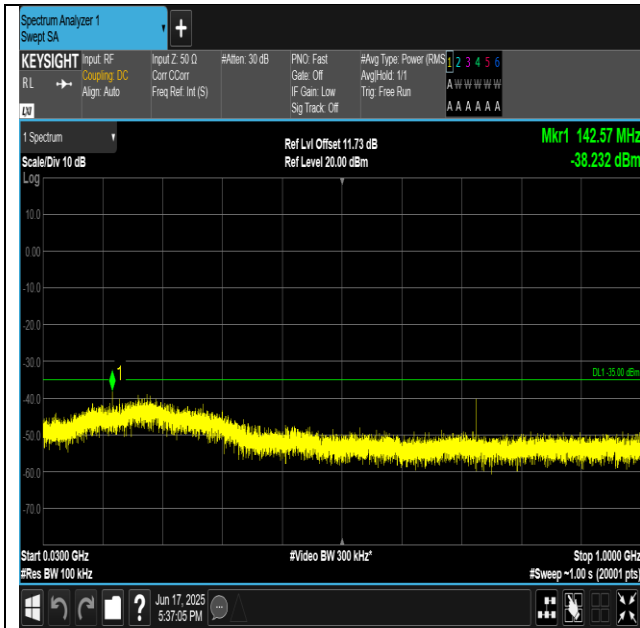 Spectrum Analyzer 1
Swept SA
+
KEYSIGHT
RL
LXI
Input: RF
Coupling: DC
Align: Auto
Input Z: 50 Ω
Corr CCorr
Freq Ref: Int (S)
#Atten: 30 dB
PNO: Fast
Gate: Off
IF Gain: Low
Sig Track: Off
#Avg Type: Power (RMS
Avg|Hold: 1/1
Trig: Free Run
1 2 3 4 5 6
A W W W W W
A A A A A A
1 Spectrum
Scale/Div 10 dB
Log
Ref Lvl Offset 11.73 dB
Ref Level 20.00 dBm
Mkr1 142.57 MHz
-38.232 dBm
10.0
0.00
-10.0
-20.0
-30.0
1
DL1 -35.00 dBm
-40.0
-50.0
-60.0
-70.0
Start 0.0300 GHz
#Video BW 300 kHz*
Stop 1.0000 GHz
#Res BW 100 kHz
#Sweep ~1.00 s (20001 pts)
?
Jun 17, 2025
5:37:05 PM